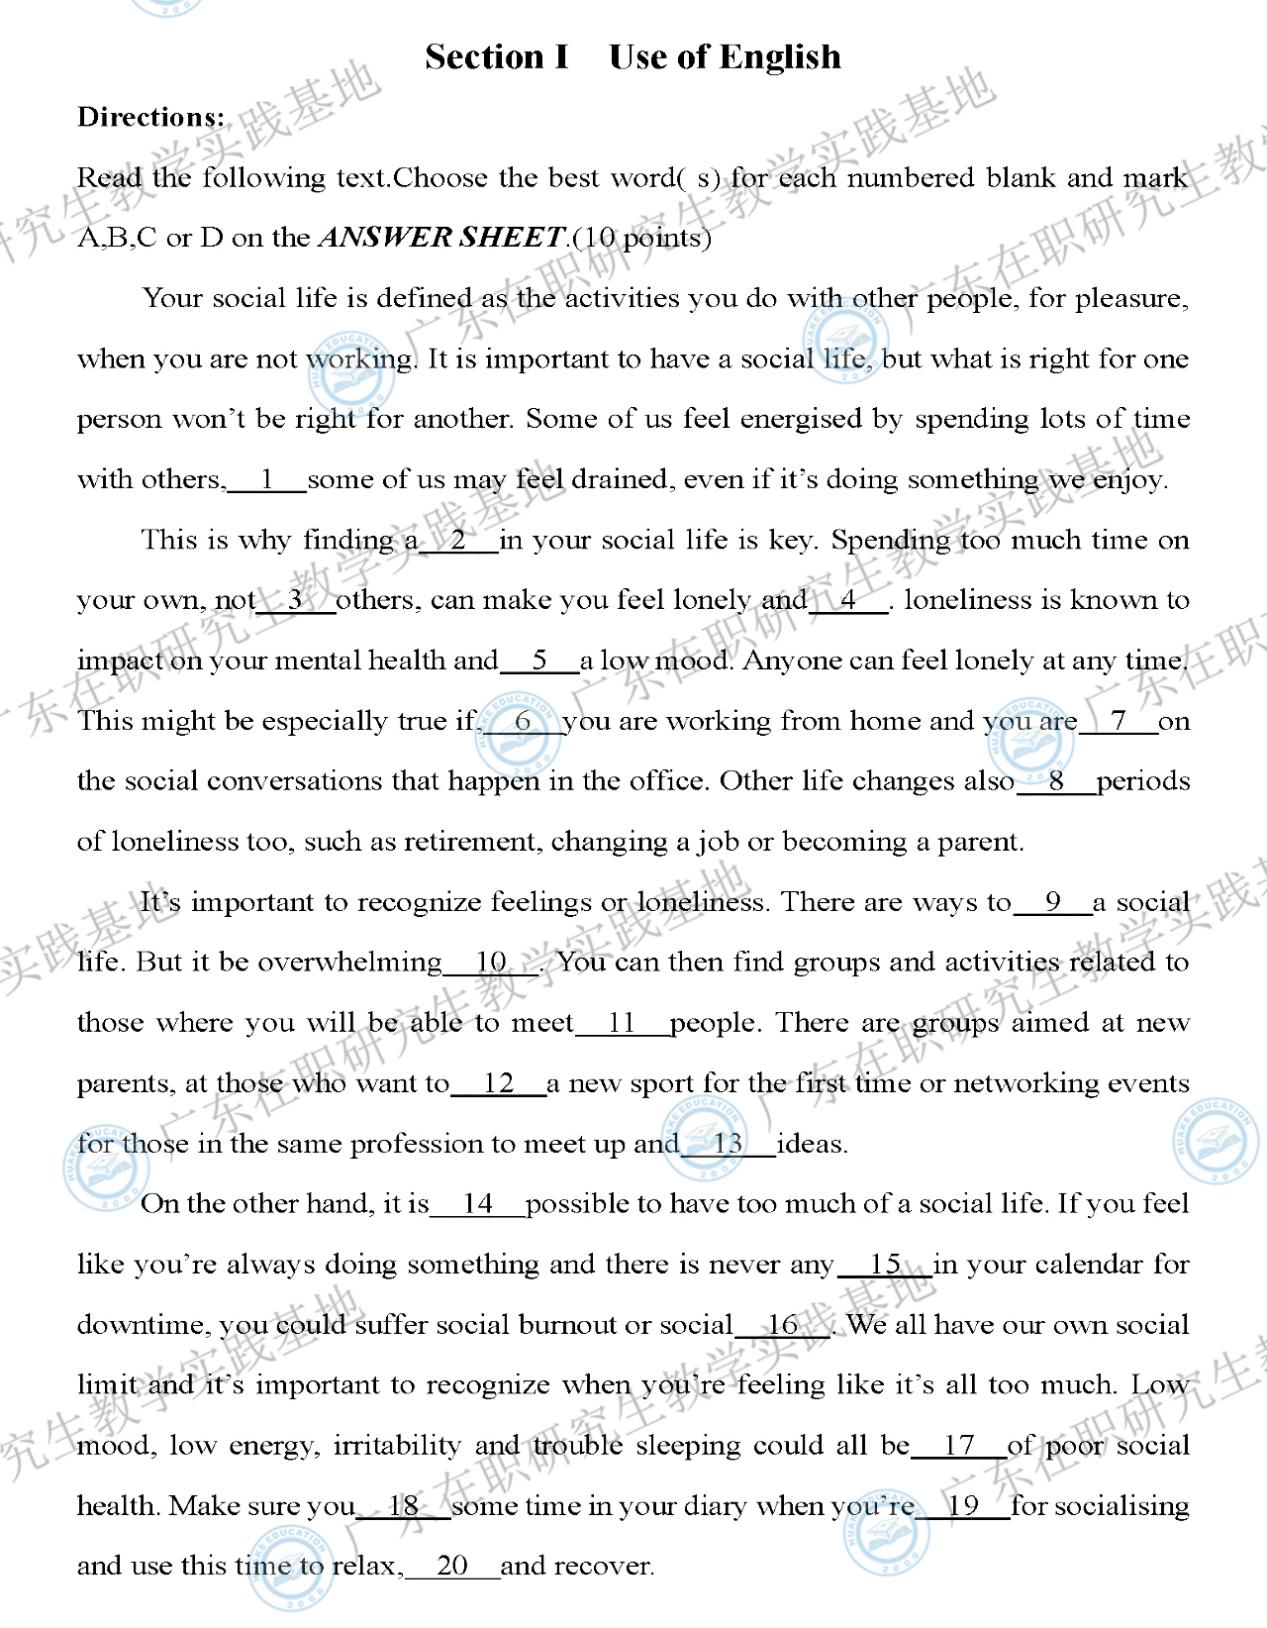 Section I Use of English
Directions:
Read the following text.Choose the best word( s) for each numbered blank and mark
A,B,C or D on the ANSWER SHEET.(10 points)
Your social life is defined as the activities you do with other people, for pleasure,
when you are not working. It is important to have a social life, but what is right for one
person won't be right for another. Some of us feel energised by spending lots of time
with others, 1 some of us may feel drained, even if it's doing something we enjoy.
This is why finding a 2 in your social life is key. Spending too much time on
your own, not 3 others, can make you feel lonely and 4 . loneliness is known to
impact on your mental health and 5 a low mood. Anyone can feel lonely at any time.
This might be especially true if, 6 you are working from home and you are 7 on
the social conversations that happen in the office. Other life changes also 8 periods
of loneliness too, such as retirement, changing a job or becoming a parent.
It's important to recognize feelings or loneliness. There are ways to 9 a social
life. But it be overwhelming 10 . You can then find groups and activities related to
those where you will be able to meet 11 people. There are groups aimed at new
parents, at those who want to 12 a new sport for the first time or networking events
for those in the same profession to meet up and 13 ideas.
On the other hand, it is 14 possible to have too much of a social life. If you feel
like you're always doing something and there is never any 15 in your calendar for
downtime, you could suffer social burnout or social 16 . We all have our own social
limit and it's important to recognize when you're feeling like it's all too much. Low
mood, low energy, irritability and trouble sleeping could all be 17 of poor social
health. Make sure you 18 some time in your diary when you're 19 for socialising
and use this time to relax, 20 and recover.
广东在职研究生教学实践基地
HUAKE EDUCATION
2000